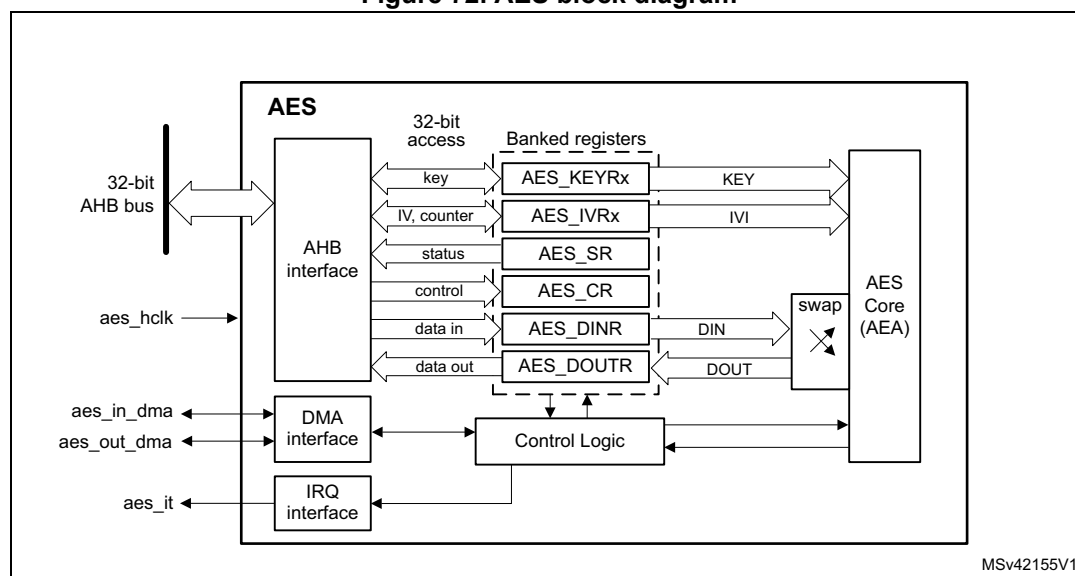 Figure 72. AES block diagram
AES
32-bit
access
Banked registers
32-bit
AHB bus
key
AES_KEYRx
KEY
IV, counter
AES_IVRx
IVI
AHB
interface
status
AES_SR
control
AES_CR
AES
Core
(AEA)
swap
aes_hclk
data in
AES_DINR
DIN
data out
AES_DOUTR
DOUT
aes_in_dma
aes_out_dma
DMA
interface
Control Logic
aes_it
IRQ
interface
MSv42155V1